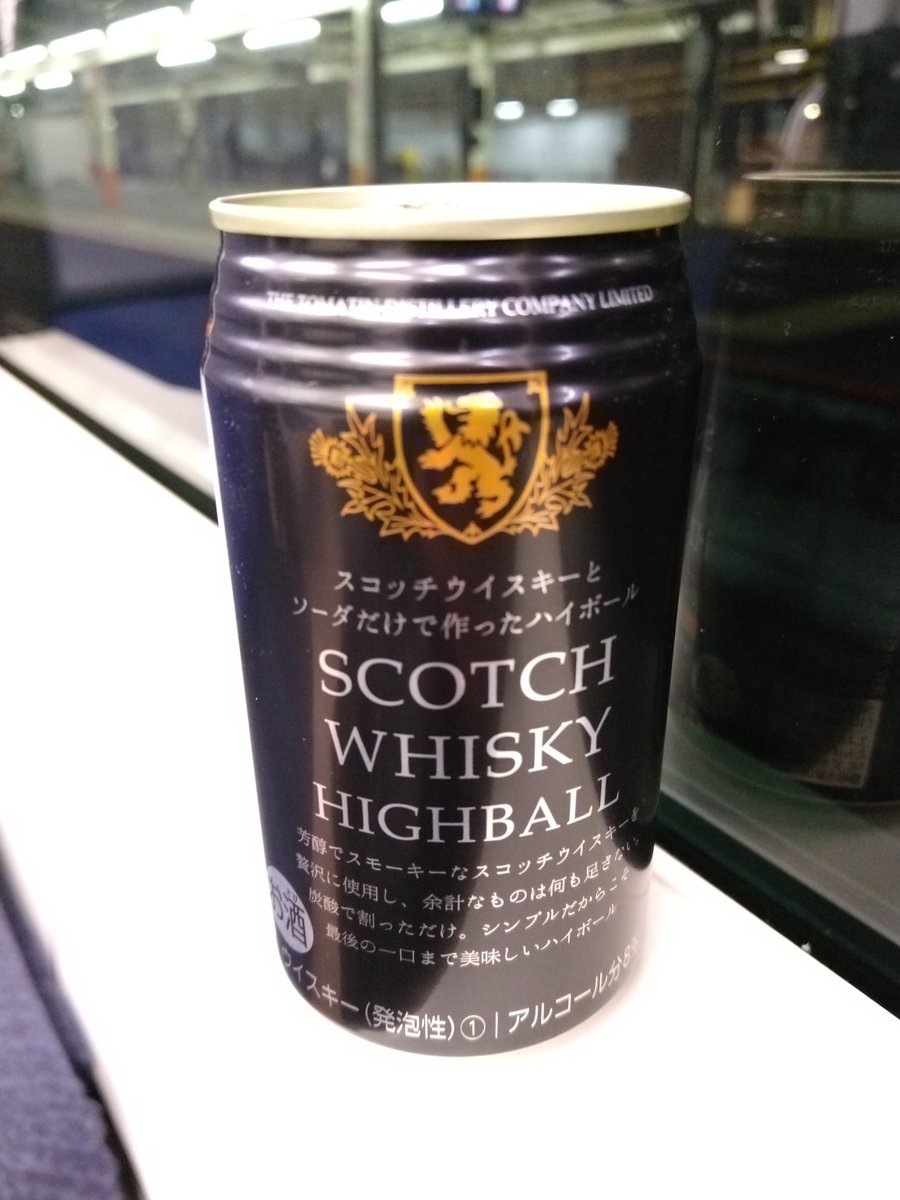 THE TOMATIN DISTILLERY COMPANY LIMITED
スコッチウイスキーと
ソーダだけで作ったハイボール
SCOTCH
WHISKY
HIGHBALL
芳醇でスモーキーなスコッチウイスキーを
贅沢に使用し、余計なものは何も足さない。
炭酸で割っただけ。シンプルだからこそ
最後の一口まで美味しいハイボール
お酒
ウイスキー(発泡性)①|アルコール分8%